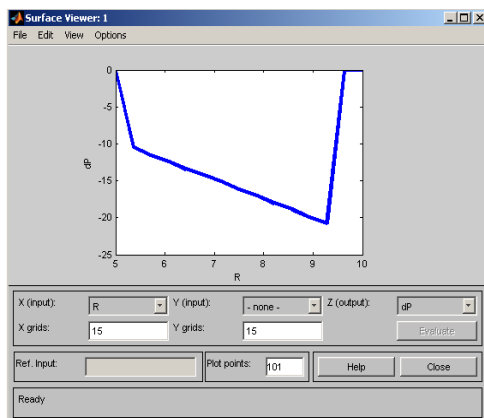 Surface Viewer: 1
File Edit View Options
0
-5
-10
-15
-20
-25
dP
5 6 7 8 9 10
R
X (input): R Y (input): - none - Z (output): dP
X grids: 15 Y grids: 15 Evaluate
Ref. Input: Plot points: 101 Help Close
Ready